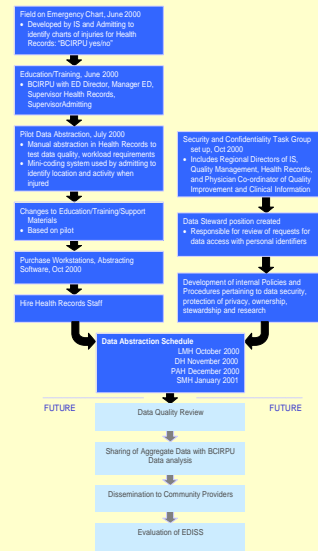 Field on Emergency Chart, June 2000
• Developed by IS and Admitting to
identify charts of injuries for Health
Records: "BCIRPU yes/no"
Education/Training, June 2000
• BCIRPU with ED Director, Manager ED,
Supervisor Health Records,
SupervisorAdmitting
Pilot Data Abstraction, July 2000
• Manual abstraction in Health Records to
test data quality, workload requirements
• Mini-coding system used by admitting to
identify location and activity when
injured
Changes to Education/Training/Support
Materials
• Based on pilot
Purchase Workstations, Abstracting
Software, Oct 2000
Hire Health Records Staff
Security and Confidentiality Task Group
set up, Oct 2000
• Includes Regional Directors of IS,
Quality Management, Health Records,
and Physician Co-ordinator of Quality
Improvement and Clinical Information
Data Steward position created
• Responsible for review of requests for
data access with personal identifiers
Development of internal Policies and
Procedures pertaining to data security,
protection of privacy, ownership,
stewardship and research
Data Abstraction Schedule
LMH October 2000
DH November 2000
PAH December 2000
SMH January 2001
FUTURE
FUTURE
Data Quality Review
Sharing of Aggregate Data with BCIRPU
Data analysis
Dissemination to Community Providers
Evaluation of EDISS